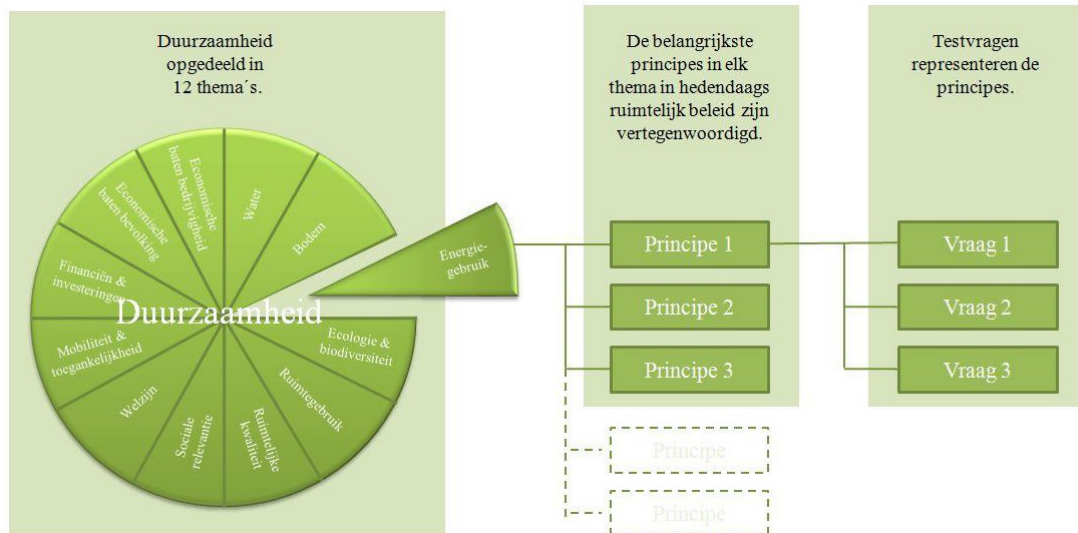 Duurzaamheid
opgedeeld in
12 thema´s.
De belangrijkste
principes in elk
thema in hedendaags
ruimtelijk beleid zijn
vertegenwoordigd.
Testvragen
representeren de
principes.
Economische
baten bevolking
Economische
baten bedrijvigheid
Water
Bodem
Energie-
gebruik
Financiën &
investeringen
Duurzaamheid
Mobiliteit &
toegankelijkheid
Welzijn
Sociale
relevantie
Ruimtelijke
kwaliteit
Ruimtegebruik
Ecologie &
biodiversiteit
Principe 1
Principe 2
Principe 3
Principe
Principe
Vraag 1
Vraag 2
Vraag 3